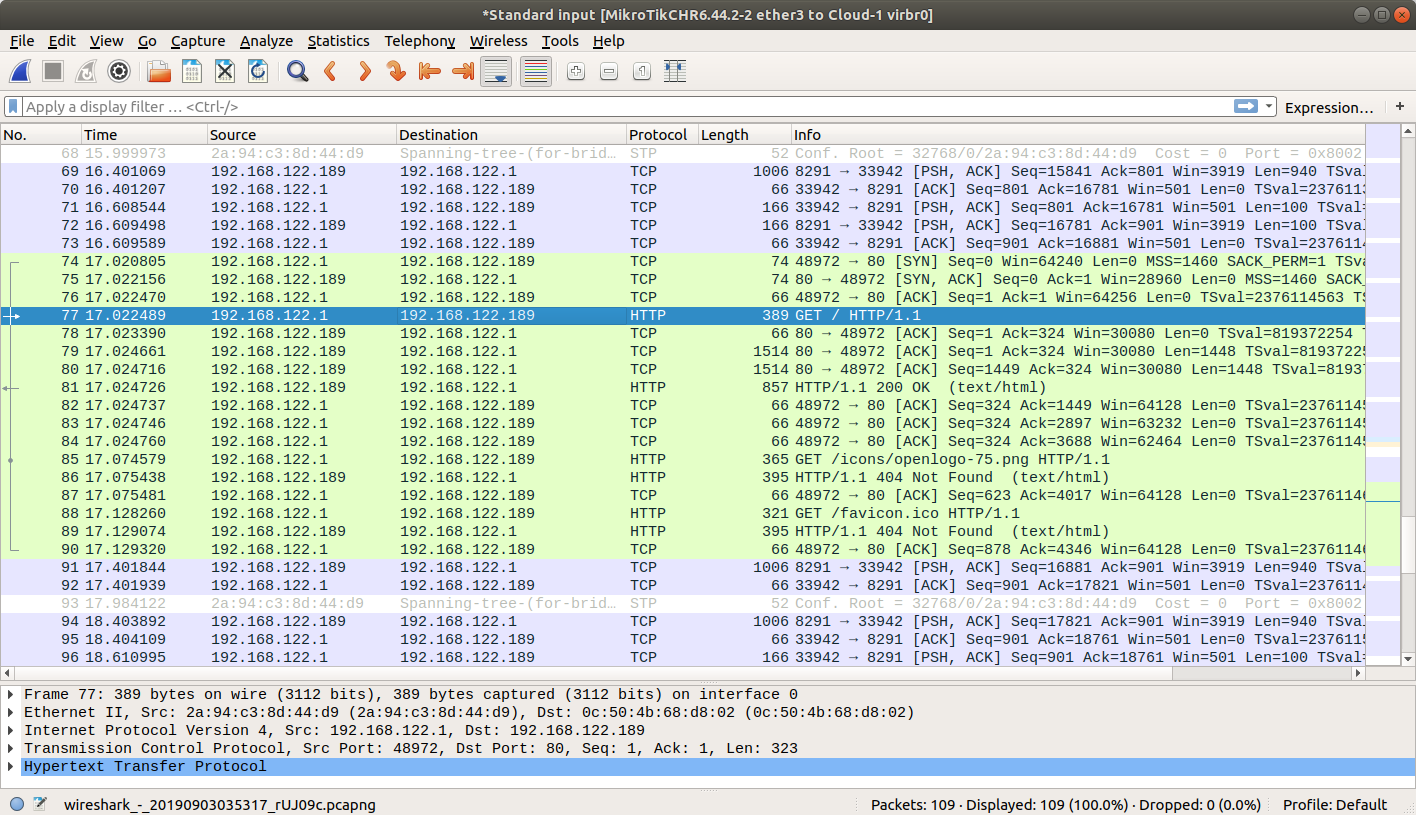 *Standard input [MikroTikCHR6.44.2-2 ether3 to Cloud-1 virbr0]
File Edit View Go Capture Analyze Statistics Telephony Wireless Tools Help
Apply a display filter … <Ctrl-/> Expression… +
No. Time Source Destination Protocol Length Info
68 15.999973 2a:94:c3:8d:44:d9 Spanning-tree-(for-brid… STP 52 Conf. Root = 32768/0/2a:94:c3:8d:44:d9 Cost = 0 Port = 0x8002
69 16.401069 192.168.122.189 192.168.122.1 TCP 1006 8291 → 33942 [PSH, ACK] Seq=15841 Ack=801 Win=3919 Len=940 TSval=
70 16.401207 192.168.122.1 192.168.122.189 TCP 66 33942 → 8291 [ACK] Seq=801 Ack=16781 Win=501 Len=0 TSval=2376113
71 16.608544 192.168.122.1 192.168.122.189 TCP 166 33942 → 8291 [PSH, ACK] Seq=801 Ack=16781 Win=501 Len=100 TSval=
72 16.609498 192.168.122.189 192.168.122.1 TCP 166 8291 → 33942 [PSH, ACK] Seq=16781 Ack=901 Win=3919 Len=100 TSval=
73 16.609589 192.168.122.1 192.168.122.189 TCP 66 33942 → 8291 [ACK] Seq=901 Ack=16881 Win=501 Len=0 TSval=2376114
74 17.020805 192.168.122.1 192.168.122.189 TCP 74 48972 → 80 [SYN] Seq=0 Win=64240 Len=0 MSS=1460 SACK_PERM=1 TSva
75 17.022156 192.168.122.189 192.168.122.1 TCP 74 80 → 48972 [SYN, ACK] Seq=0 Ack=1 Win=28960 Len=0 MSS=1460 SACK_
76 17.022470 192.168.122.1 192.168.122.189 TCP 66 48972 → 80 [ACK] Seq=1 Ack=1 Win=64256 Len=0 TSval=2376114563 TS
77 17.022489 192.168.122.1 192.168.122.189 HTTP 389 GET / HTTP/1.1
78 17.023390 192.168.122.189 192.168.122.1 TCP 66 80 → 48972 [ACK] Seq=1 Ack=324 Win=30080 Len=0 TSval=819372254 T
79 17.024661 192.168.122.189 192.168.122.1 TCP 1514 80 → 48972 [ACK] Seq=1 Ack=324 Win=30080 Len=1448 TSval=81937225
80 17.024716 192.168.122.189 192.168.122.1 TCP 1514 80 → 48972 [ACK] Seq=1449 Ack=324 Win=30080 Len=1448 TSval=81937
81 17.024726 192.168.122.189 192.168.122.1 HTTP 857 HTTP/1.1 200 OK (text/html)
82 17.024737 192.168.122.1 192.168.122.189 TCP 66 48972 → 80 [ACK] Seq=324 Ack=1449 Win=64128 Len=0 TSval=23761145
83 17.024746 192.168.122.1 192.168.122.189 TCP 66 48972 → 80 [ACK] Seq=324 Ack=2897 Win=63232 Len=0 TSval=23761145
84 17.024760 192.168.122.1 192.168.122.189 TCP 66 48972 → 80 [ACK] Seq=324 Ack=3688 Win=62464 Len=0 TSval=23761145
85 17.074579 192.168.122.1 192.168.122.189 HTTP 365 GET /icons/openlogo-75.png HTTP/1.1
86 17.075438 192.168.122.189 192.168.122.1 HTTP 395 HTTP/1.1 404 Not Found (text/html)
87 17.075481 192.168.122.1 192.168.122.189 TCP 66 48972 → 80 [ACK] Seq=623 Ack=4017 Win=64128 Len=0 TSval=23761146
88 17.128260 192.168.122.1 192.168.122.189 HTTP 321 GET /favicon.ico HTTP/1.1
89 17.129074 192.168.122.189 192.168.122.1 HTTP 395 HTTP/1.1 404 Not Found (text/html)
90 17.129320 192.168.122.1 192.168.122.189 TCP 66 48972 → 80 [ACK] Seq=878 Ack=4346 Win=64128 Len=0 TSval=23761146
91 17.401844 192.168.122.189 192.168.122.1 TCP 1006 8291 → 33942 [PSH, ACK] Seq=16881 Ack=901 Win=3919 Len=940 TSval=
92 17.401939 192.168.122.1 192.168.122.189 TCP 66 33942 → 8291 [ACK] Seq=901 Ack=17821 Win=501 Len=0 TSval=2376114
93 17.984122 2a:94:c3:8d:44:d9 Spanning-tree-(for-brid… STP 52 Conf. Root = 32768/0/2a:94:c3:8d:44:d9 Cost = 0 Port = 0x8002
94 18.403892 192.168.122.189 192.168.122.1 TCP 1006 8291 → 33942 [PSH, ACK] Seq=17821 Ack=901 Win=3919 Len=940 TSval=
95 18.404109 192.168.122.1 192.168.122.189 TCP 66 33942 → 8291 [ACK] Seq=901 Ack=18761 Win=501 Len=0 TSval=2376115
96 18.610995 192.168.122.1 192.168.122.189 TCP 166 33942 → 8291 [PSH, ACK] Seq=901 Ack=18761 Win=501 Len=100 TSval=
Frame 77: 389 bytes on wire (3112 bits), 389 bytes captured (3112 bits) on interface 0
Ethernet II, Src: 2a:94:c3:8d:44:d9 (2a:94:c3:8d:44:d9), Dst: 0c:50:4b:68:d8:02 (0c:50:4b:68:d8:02)
Internet Protocol Version 4, Src: 192.168.122.1, Dst: 192.168.122.189
Transmission Control Protocol, Src Port: 48972, Dst Port: 80, Seq: 1, Ack: 1, Len: 323
Hypertext Transfer Protocol
wireshark_-_20190903035317_rUJ09c.pcapng Packets: 109 · Displayed: 109 (100.0%) · Dropped: 0 (0.0%) Profile: Default